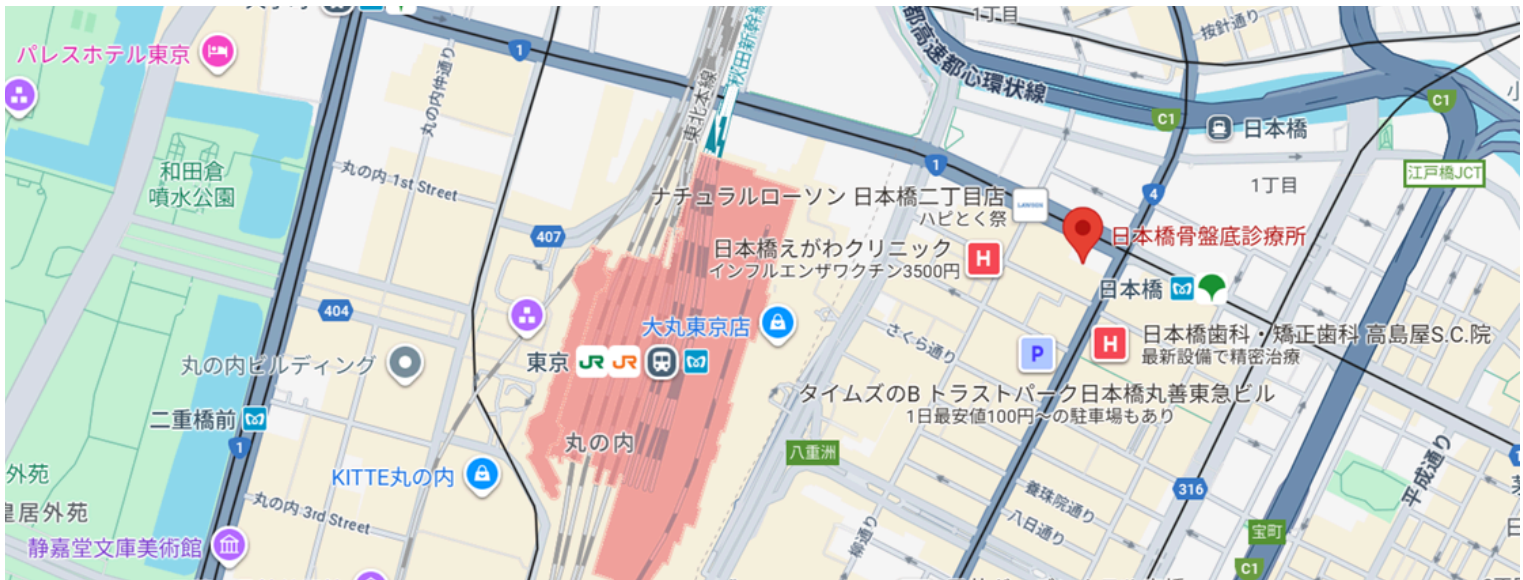 1丁目
按針通り
都高速都心環状線
秋田新幹線
東北本線
パレスホテル東京
1
丸の内仲通り
C1
C1
日本橋
和田倉
噴水公園
丸の内 1st Street
1
4
1丁目
江戸橋JCT
ナチュラルローソン 日本橋二丁目店
ハピとく祭
LAWSON
407
日本橋えがわクリニック
インフルエンザワクチン3500円
H
日本橋骨盤底診療所
日本橋
404
大丸東京店
さくら通り
P
H
日本橋歯科・矯正歯科 高島屋S.C.院
最新設備で精密治療
丸の内ビルディング
東京
JR
JR
タイムズのB トラストパーク日本橋丸善東急ビル
1日最安値100円～の駐車場もあり
二重橋前
1
丸の内
八重洲
KITTE丸の内
外苑
皇居外苑
丸の内 3rd Street
316
養珠院通り
八日通り
柳通り
平成通り
宝町
静嘉堂文庫美術館
C1